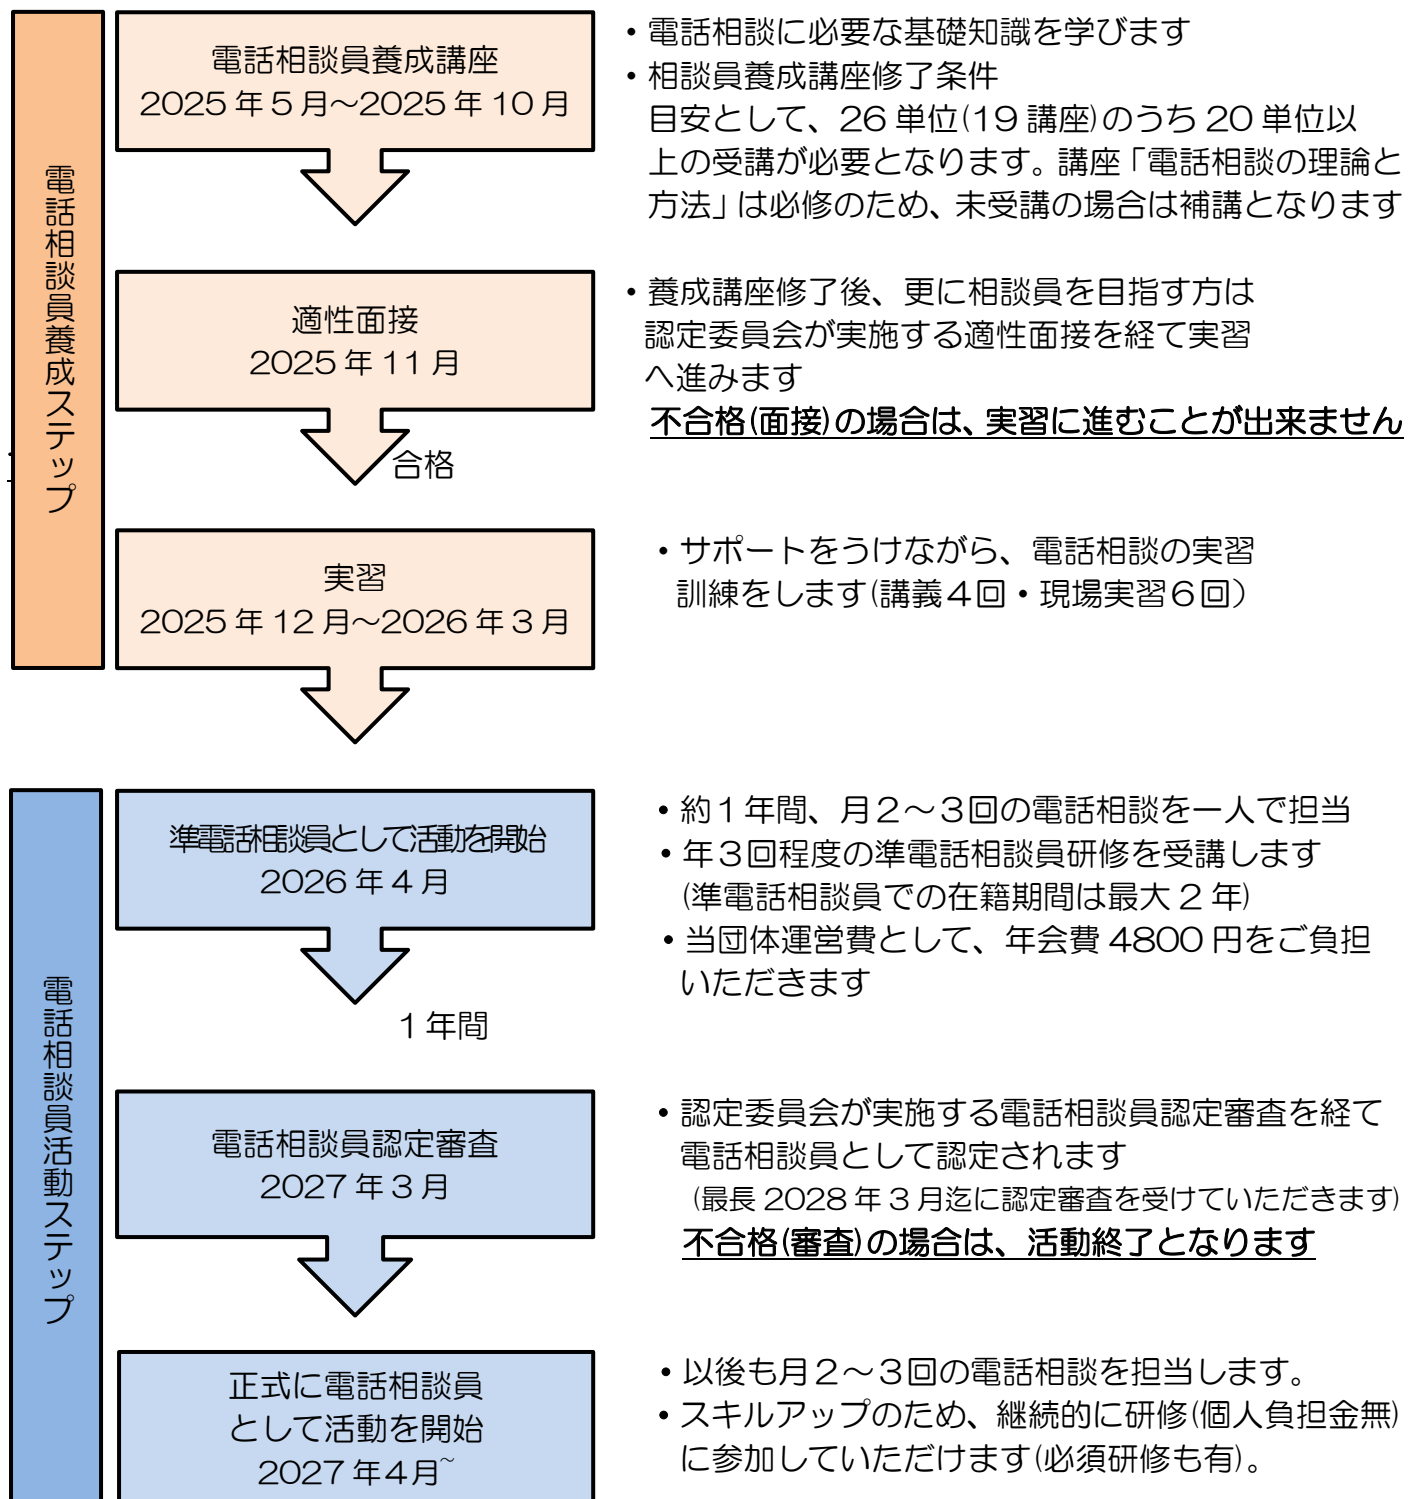 電話相談員養成ステップ
電話相談員養成講座
2025年5月～2025年10月
・電話相談に必要な基礎知識を学びます
・相談員養成講座修了条件
目安として、26単位(19講座)のうち20単位以
上の受講が必要となります。講座「電話相談の理論と
方法」は必修のため、未受講の場合は補講となります
適性面接
2025年11月
合格
・養成講座修了後、更に相談員を目指す方は
認定委員会が実施する適性面接を経て実習
へ進みます
不合格(面接)の場合は、実習に進むことが出来ません
実習
2025年12月～2026年3月
・サポートをうけながら、電話相談の実習
訓練をします(講義4回・現場実習6回)
電話相談員活動ステップ
準電話相談員として活動を開始
2026年4月
1年間
・約1年間、月2～3回の電話相談を一人で担当
・年3回程度の準電話相談員研修を受講します
(準電話相談員での在籍期間は最大2年)
・当団体運営費として、年会費4800円をご負担
いただきます
電話相談員認定審査
2027年3月
・認定委員会が実施する電話相談員認定審査を経て
電話相談員として認定されます
(最長2028年3月迄に認定審査を受けていただきます)
不合格(審査)の場合は、活動終了となります
正式に電話相談員
として活動を開始
2027年4月~
・以後も月2～3回の電話相談を担当します。
・スキルアップのため、継続的に研修(個人負担金無)
に参加していただけます(必須研修も有)。